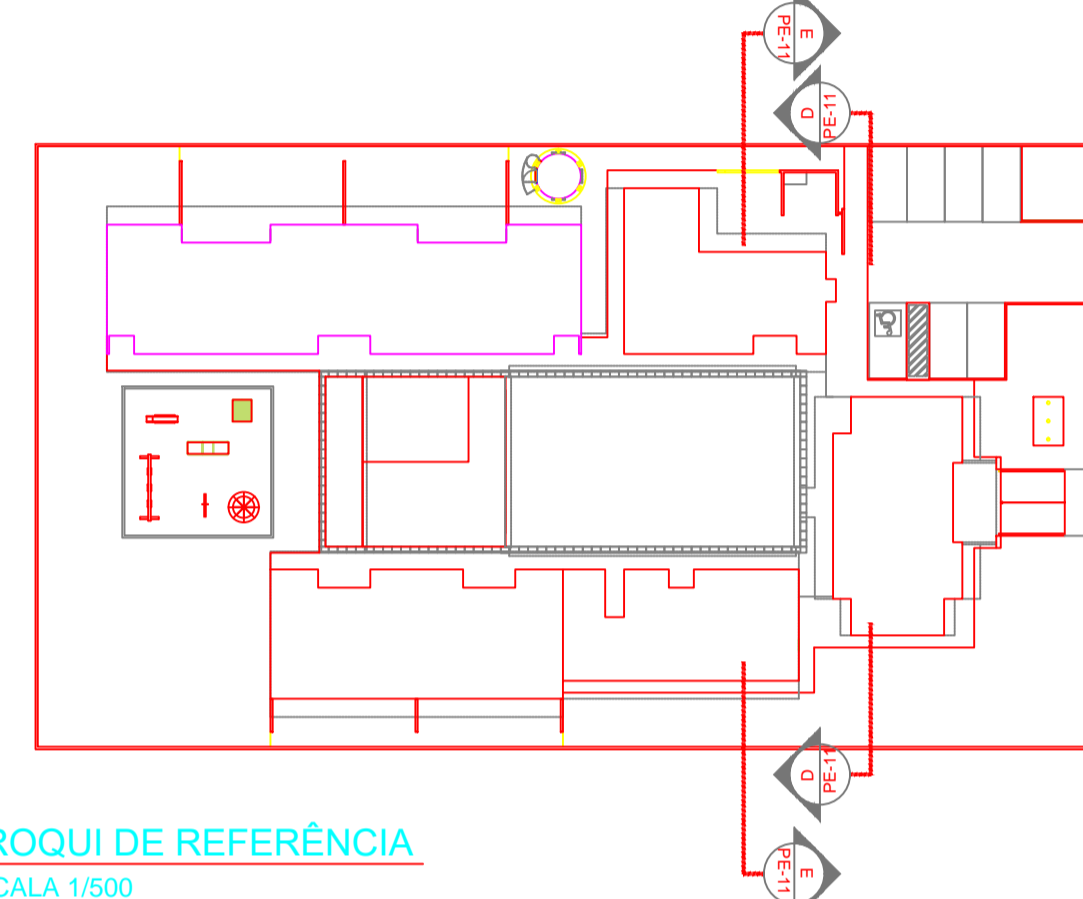 E
PE-11
D
PE-11
D
PE-11
E
PE-11
ROQUI DE REFERÊNCIA
CALA 1/500